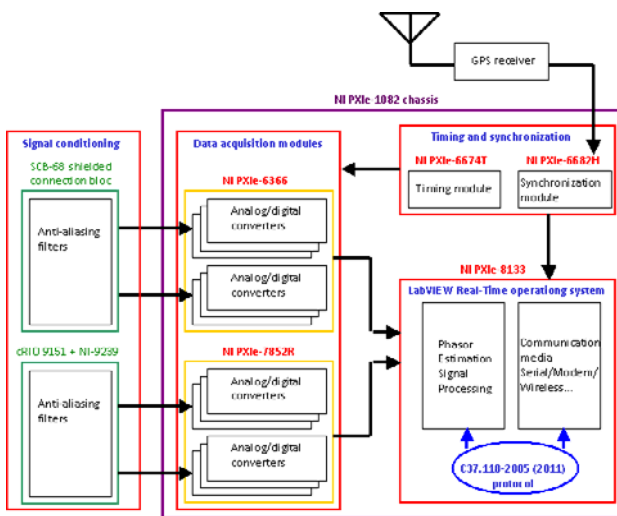 GPS receiver
NI PXIe-1082 chassis
Signal conditioning
SCB-68 shielded
connection bloc
Anti-aliasing
filters
cRIO 9151 + NI-9239
Anti-aliasing
filters
Data acquisition modules
NI PXIe-6366
Analog/digital
converters
Analog/digital
converters
NI PXIe-7852R
Analog/digital
converters
Analog/digital
converters
Timing and synchronization
NI PXIe-6674T
Timing module
NI PXIe-6682H
Synchronization
module
NI PXIe-8133
LabVIEW Real-Time operationg system
Phasor
Estimation
Signal
Processing
Communication
media
Serial/Modem/
Wireless...
C37.118-2005 (2011)
protocol